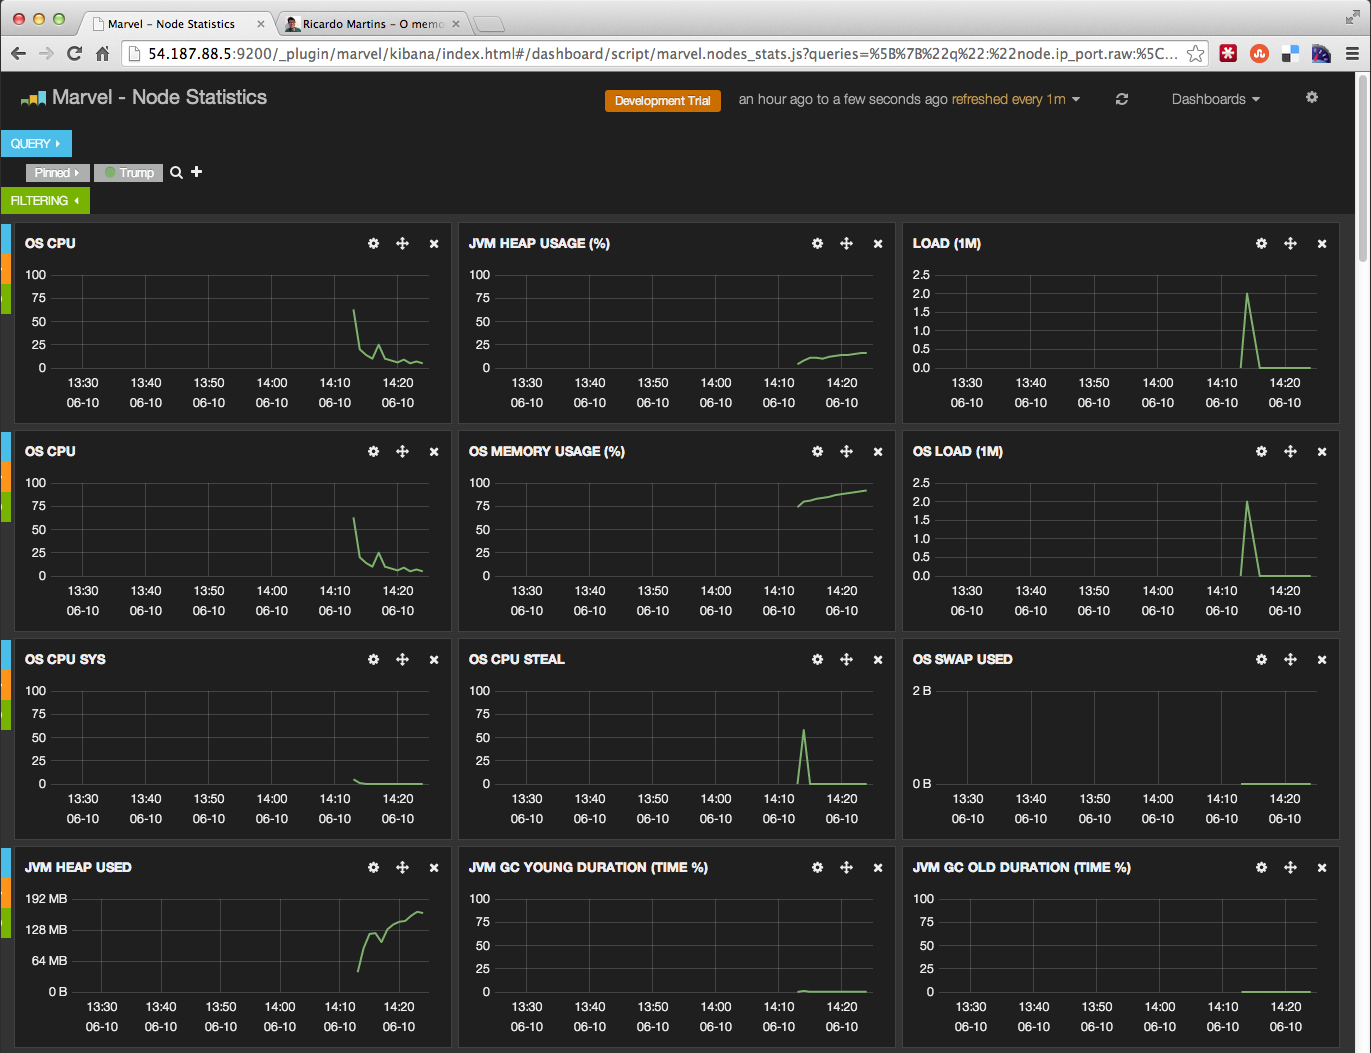 Marvel – Node Statistics
Ricardo Martins – O memo
54.187.88.5:9200/_plugin/marvel/kibana/index.html#/dashboard/script/marvel.nodes_stats.js?queries=%5B%7B%22q%22:%22node.ip_port.raw:%5C...
Marvel - Node Statistics
Development Trial
an hour ago to a few seconds ago refreshed every 1m
Dashboards
QUERY
Pinned
Trump
FILTERING
OS CPU
100
75
50
25
0
13:30 13:40 13:50 14:00 14:10 14:20
06-10 06-10 06-10 06-10 06-10 06-10
JVM HEAP USAGE (%)
100
75
50
25
0
13:30 13:40 13:50 14:00 14:10 14:20
06-10 06-10 06-10 06-10 06-10 06-10
LOAD (1M)
2.5
2.0
1.5
1.0
0.5
0.0
13:30 13:40 13:50 14:00 14:10 14:20
06-10 06-10 06-10 06-10 06-10 06-10
OS CPU
100
75
50
25
0
13:30 13:40 13:50 14:00 14:10 14:20
06-10 06-10 06-10 06-10 06-10 06-10
OS MEMORY USAGE (%)
100
75
50
25
0
13:30 13:40 13:50 14:00 14:10 14:20
06-10 06-10 06-10 06-10 06-10 06-10
OS LOAD (1M)
2.5
2.0
1.5
1.0
0.5
0.0
13:30 13:40 13:50 14:00 14:10 14:20
06-10 06-10 06-10 06-10 06-10 06-10
OS CPU SYS
100
75
50
25
0
13:30 13:40 13:50 14:00 14:10 14:20
06-10 06-10 06-10 06-10 06-10 06-10
OS CPU STEAL
100
75
50
25
0
13:30 13:40 13:50 14:00 14:10 14:20
06-10 06-10 06-10 06-10 06-10 06-10
OS SWAP USED
2 B
0 B
13:30 13:40 13:50 14:00 14:10 14:20
06-10 06-10 06-10 06-10 06-10 06-10
JVM HEAP USED
192 MB
128 MB
64 MB
0 B
13:30 13:40 13:50 14:00 14:10 14:20
06-10 06-10 06-10 06-10 06-10 06-10
JVM GC YOUNG DURATION (TIME %)
100
75
50
25
0
13:30 13:40 13:50 14:00 14:10 14:20
06-10 06-10 06-10 06-10 06-10 06-10
JVM GC OLD DURATION (TIME %)
100
75
50
25
0
13:30 13:40 13:50 14:00 14:10 14:20
06-10 06-10 06-10 06-10 06-10 06-10